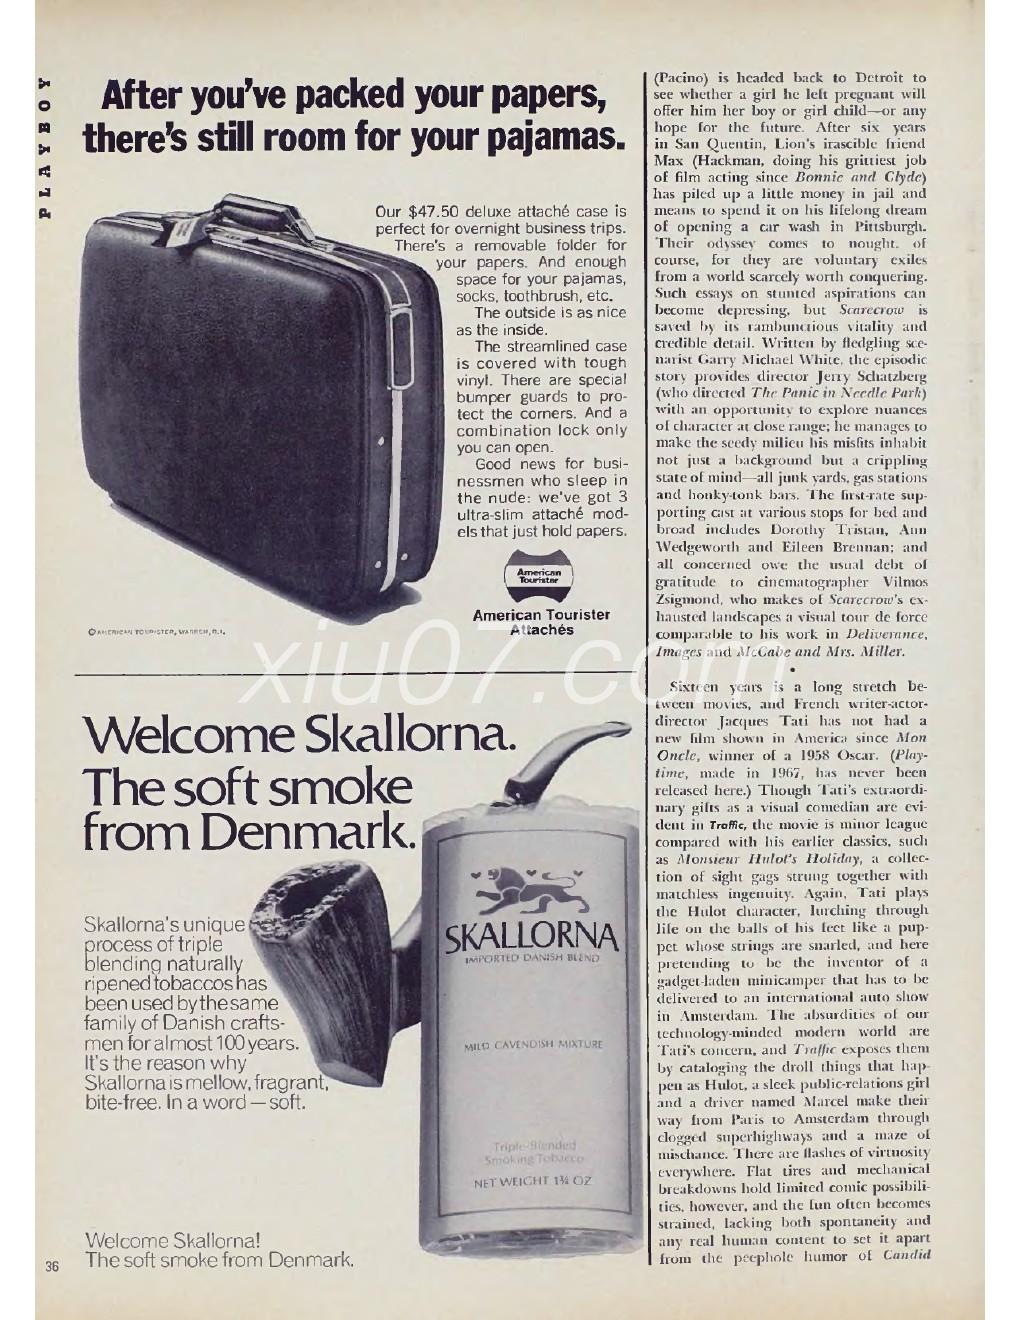 PLAYBOY
After you've packed your papers,
there's still room for your pajamas.
Our $47.50 deluxe attaché case is
perfect for overnight business trips.
There's a removable folder for
your papers. And enough
space for your pajamas,
socks, toothbrush, etc.
The outside is as nice
as the inside.
The streamlined case
is covered with tough
vinyl. There are special
bumper guards to pro-
tect the corners. And a
combination lock only
you can open.
Good news for busi-
nessmen who sleep in
the nude: we've got 3
ultra-slim attaché mod-
els that just hold papers.
American
Tourister
American Tourister
Attachés
© AMERICAN TOURISTER, WARREN, R.I.
Welcome Skallorna.
The soft smoke
from Denmark.
Skallorna's unique
process of triple
blending naturally
ripened tobaccos has
been used by the same
family of Danish crafts-
men for almost 100 years.
It's the reason why
Skallorna is mellow, fragrant,
bite-free. In a word — soft.
SKALLORNA
IMPORTED DANISH BLEND
MILD CAVENDISH MIXTURE
Triple-Blended
Smoking Tobacco
NET WEIGHT 1¾ OZ
Welcome Skallorna!
The soft smoke from Denmark.
36
(Pacino) is headed back to Detroit to
see whether a girl he left pregnant will
offer him her boy or girl child—or any
hope for the future. After six years
in San Quentin, Lion's irascible friend
Max (Hackman, doing his grittiest job
of film acting since Bonnie and Clyde)
has piled up a little money in jail and
means to spend it on his lifelong dream
of opening a car wash in Pittsburgh.
Their odyssey comes to nought, of
course, for they are voluntary exiles
from a world scarcely worth conquering.
Such essays on stunted aspirations can
become depressing, but Scarecrow is
saved by its rambunctious vitality and
credible detail. Written by fledgling sce-
narist Garry Michael White, the episodic
story provides director Jerry Schatzberg
(who directed The Panic in Needle Park)
with an opportunity to explore nuances
of character at close range; he manages to
make the seedy milieu his misfits inhabit
not just a background but a crippling
state of mind—all junk yards, gas stations
and honky-tonk bars. The first-rate sup-
porting cast at various stops for bed and
broad includes Dorothy Tristan, Ann
Wedgeworth and Eileen Brennan; and
all concerned owe the usual debt of
gratitude to cinematographer Vilmos
Zsigmond, who makes of Scarecrow's ex-
hausted landscapes a visual tour de force
comparable to his work in Deliverance,
Images and McCabe and Mrs. Miller.
•
Sixteen years is a long stretch be-
tween movies, and French writer-actor-
director Jacques Tati has not had a
new film shown in America since Mon
Oncle, winner of a 1958 Oscar. (Play-
time, made in 1967, has never been
released here.) Though Tati's extraordi-
nary gifts as a visual comedian are evi-
dent in Traffic, the movie is minor league
compared with his earlier classics, such
as Monsieur Hulot's Holiday, a collec-
tion of sight gags strung together with
matchless ingenuity. Again, Tati plays
the Hulot character, lurching through
life on the balls of his feet like a pup-
pet whose strings are snarled, and here
pretending to be the inventor of a
gadget-laden minicamper that has to be
delivered to an international auto show
in Amsterdam. The absurdities of our
technology-minded modern world are
Tati's concern, and Traffic exposes them
by cataloging the droll things that hap-
pen as Hulot, a sleek public-relations girl
and a driver named Marcel make their
way from Paris to Amsterdam through
clogged superhighways and a maze of
mischance. There are flashes of virtuosity
everywhere. Flat tires and mechanical
breakdowns hold limited comic possibili-
ties, however, and the fun often becomes
strained, lacking both spontaneity and
any real human content to set it apart
from the peephole humor of Candid
xiu07.com